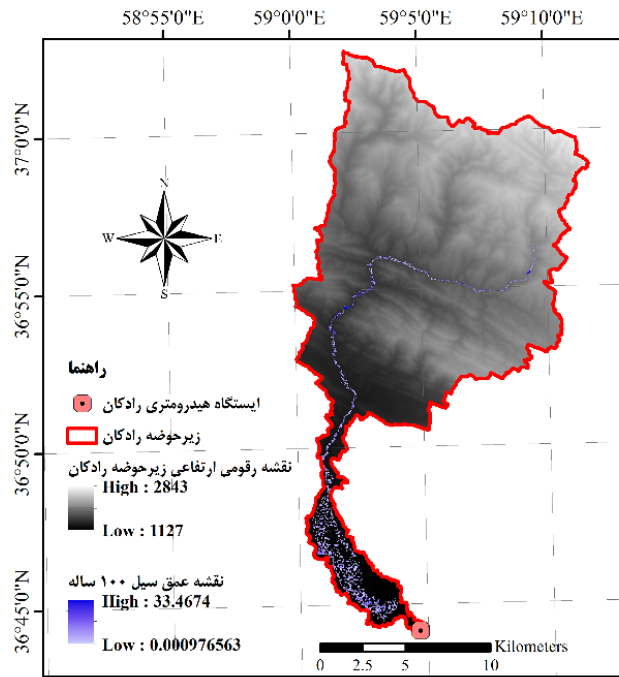 58°55'0"E 59°0'0"E 59°5'0"E 59°10'0"E
37°0'0"N
36°55'0"N
36°50'0"N
36°45'0"N
N
W E
S
راهنما
ایستگاه هیدرومتری رادکان
زیرحوضه رادکان
نقشه رقومی ارتفاعی زیرحوضه رادکان
High : 2843
Low : 1127
نقشه عمق سیل ۱۰۰ ساله
High : 33.4674
Low : 0.000976563
Kilometers
0 2.5 5 10